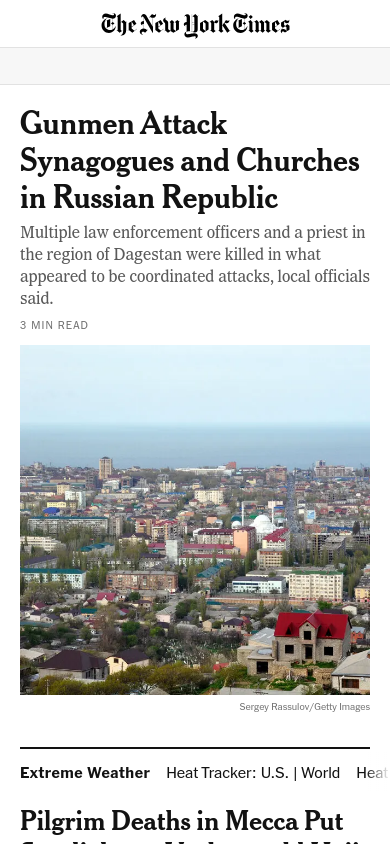 The New York Times
Gunmen Attack
Synagogues and Churches
in Russian Republic
Multiple law enforcement officers and a priest in
the region of Dagestan were killed in what
appeared to be coordinated attacks, local officials
said.
3 MIN READ
Sergey Rassulov/Getty Images
Extreme Weather Heat Tracker: U.S. | World Heat
Pilgrim Deaths in Mecca Put